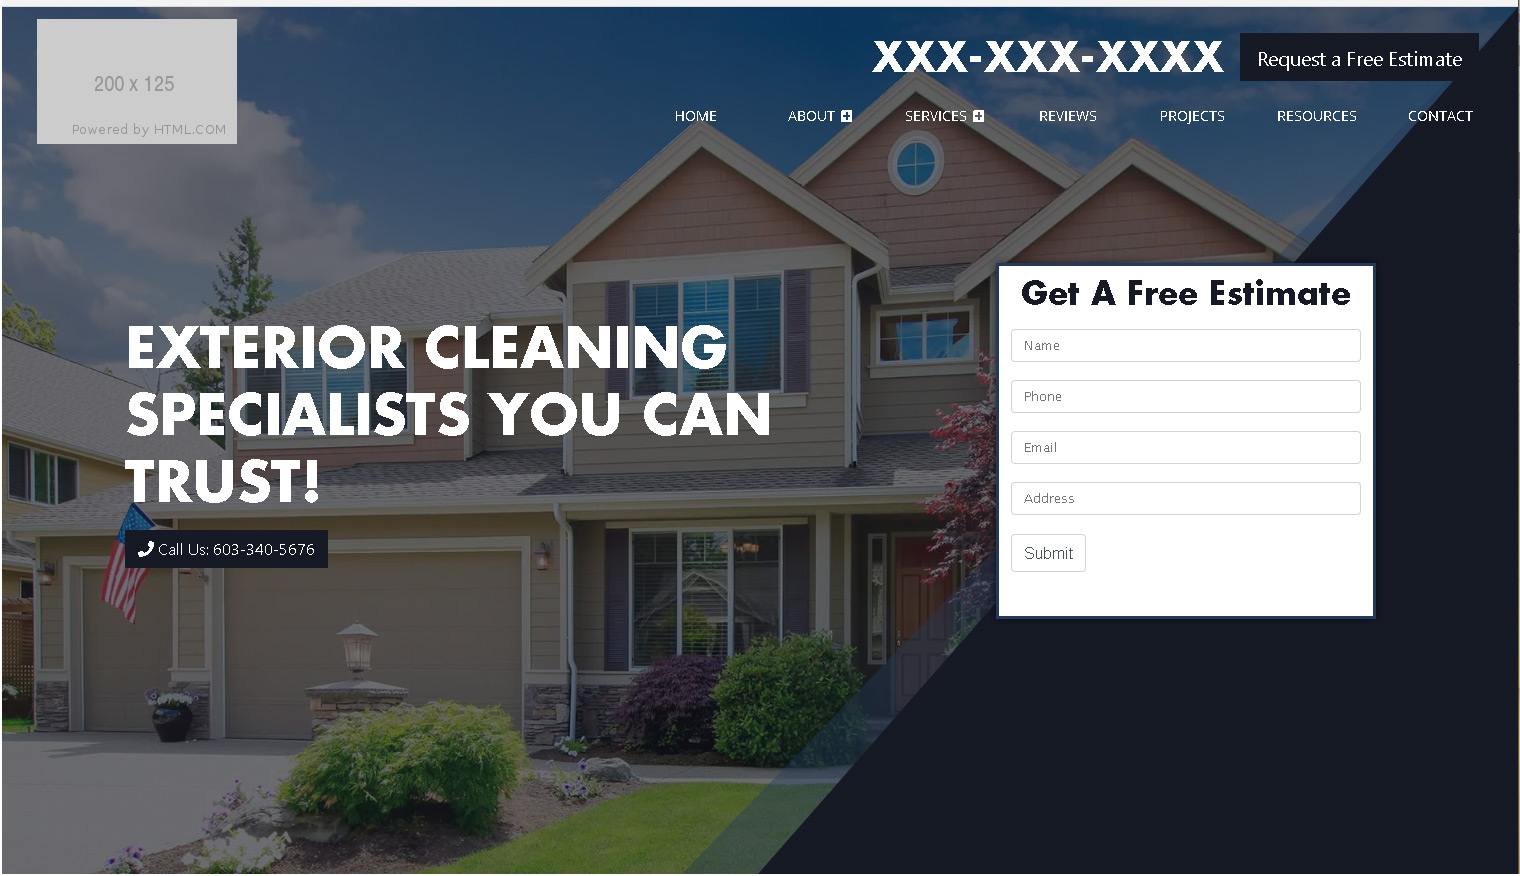 200 x 125
Powered by HTML.COM
XXX-XXX-XXXX
Request a Free Estimate
HOME ABOUT SERVICES REVIEWS PROJECTS RESOURCES CONTACT
EXTERIOR CLEANING
SPECIALISTS YOU CAN
TRUST!
Call Us: 603-340-5676
Get A Free Estimate
Name
Phone
Email
Address
Submit